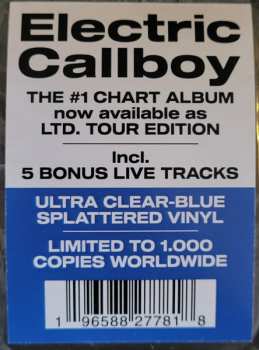 Electric
Callboy
THE #1 CHART ALBUM
now available as
LTD. TOUR EDITION
Incl.
5 BONUS LIVE TRACKS
ULTRA CLEAR-BLUE
SPLATTERED VINYL
LIMITED TO 1.000
COPIES WORLDWIDE
1 96588 27781 8